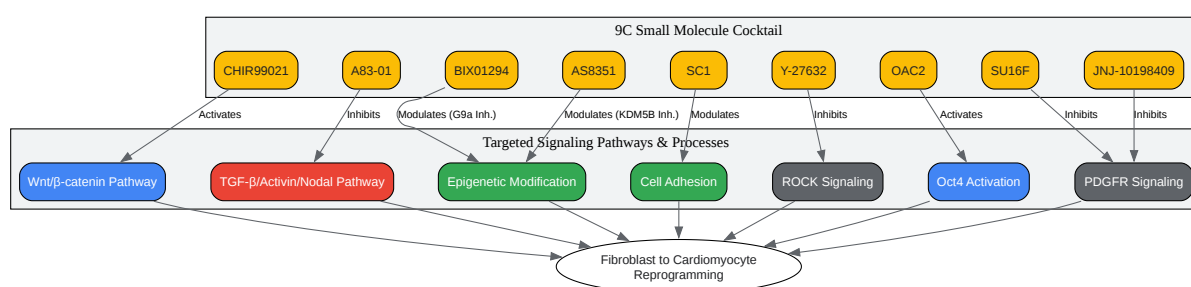 9C Small Molecule Cocktail
CHIR99021
A83-01
BIX01294
AS8351
SC1
Y-27632
OAC2
SU16F
JNJ-10198409
Activates
Inhibits
Modulates (G9a Inh.)
Modulates (KDM5B Inh.)
Modulates
Inhibits
Activates
Inhibits
Inhibits
Targeted Signaling Pathways & Processes
Wnt/β-catenin Pathway
TGF-β/Activin/Nodal Pathway
Epigenetic Modification
Cell Adhesion
ROCK Signaling
Oct4 Activation
PDGFR Signaling
Fibroblast to Cardiomyocyte
Reprogramming